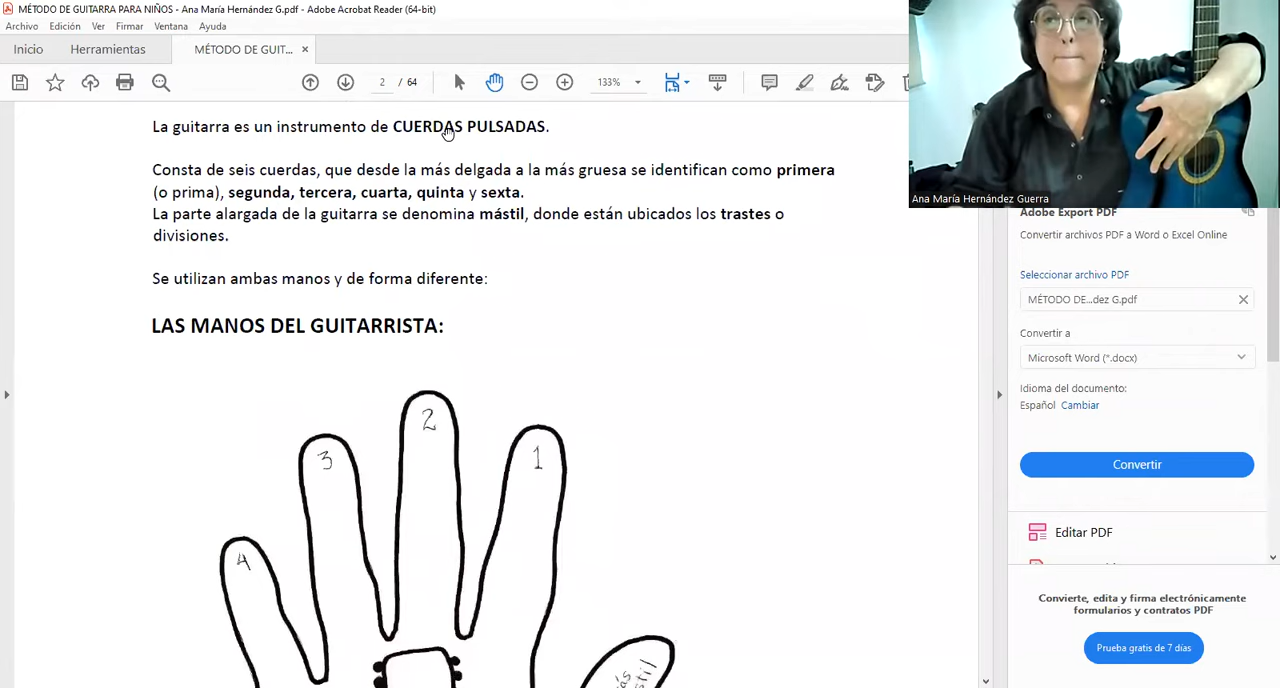 MÉTODO DE GUITARRA PARA NIÑOS - Ana María Hernández G.pdf - Adobe Acrobat Reader (64-bit)
Archivo Edición Ver Firmar Ventana Ayuda
Inicio Herramientas MÉTODO DE GUIT... ×
2 / 64 133%
La guitarra es un instrumento de CUERDAS PULSADAS.
Consta de seis cuerdas, que desde la más delgada a la más gruesa se identifican como primera
(o prima), segunda, tercera, cuarta, quinta y sexta.
La parte alargada de la guitarra se denomina mástil, donde están ubicados los trastes o
divisiones.
Se utilizan ambas manos y de forma diferente:
LAS MANOS DEL GUITARRISTA:
2
3
1
4
Ana María Hernández Guerra
Adobe Export PDF
Convertir archivos PDF a Word o Excel Online
Seleccionar archivo PDF
MÉTODO DE...dez G.pdf
Convertir a
Microsoft Word (*.docx)
Idioma del documento:
Español Cambiar
Convertir
Editar PDF
Convierte, edita y firma electrónicamente
formularios y contratos PDF
Prueba gratis de 7 días